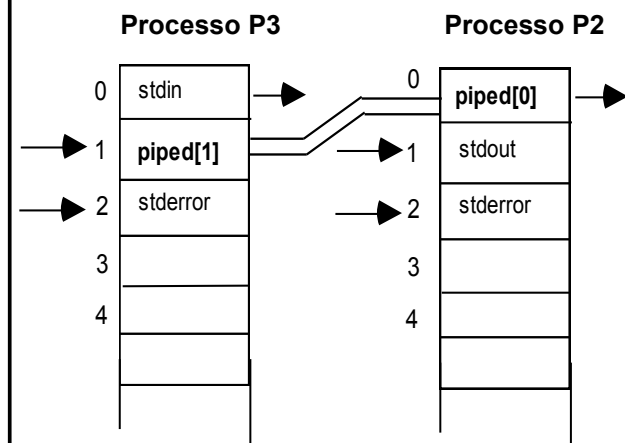 Processo P3
Processo P2
0 stdin
1 piped[1]
2 stderror
3
4
0 piped[0]
1 stdout
2 stderror
3
4